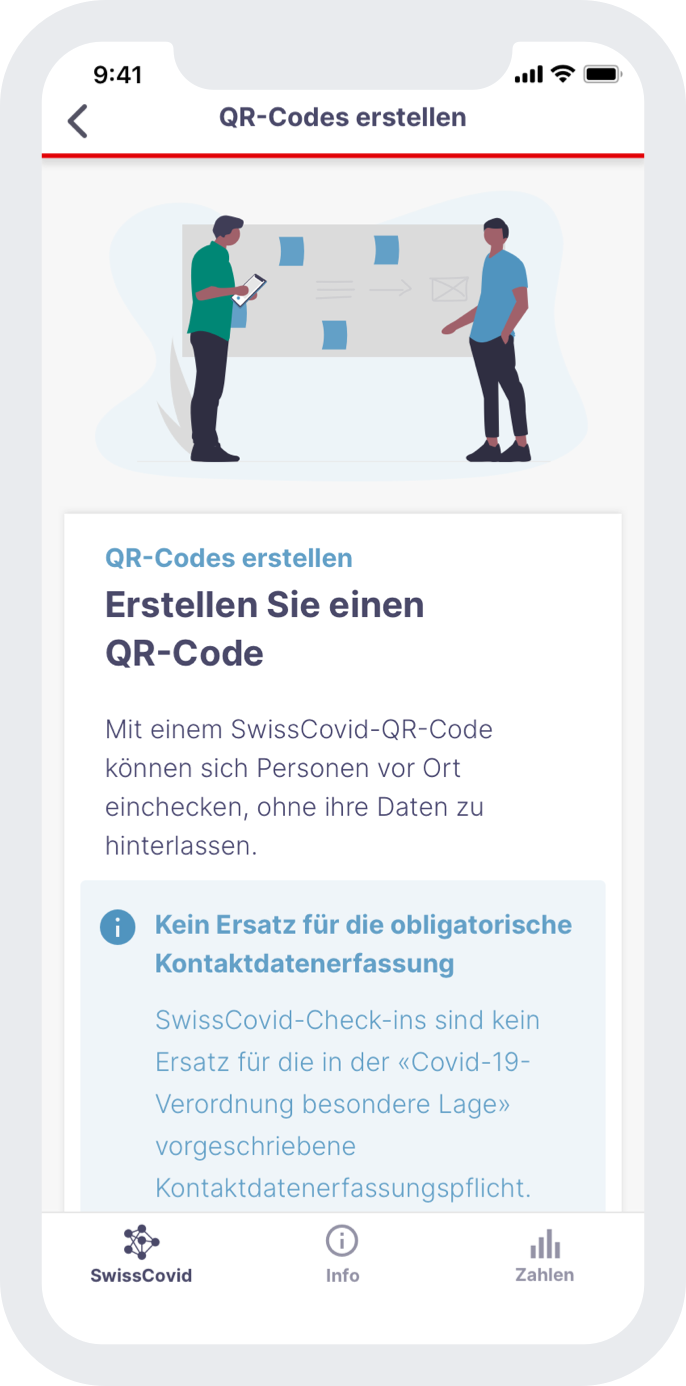 9:41
QR-Codes erstellen
QR-Codes erstellen
Erstellen Sie einen
QR-Code
Mit einem SwissCovid-QR-Code
können sich Personen vor Ort
einchecken, ohne ihre Daten zu
hinterlassen.
Kein Ersatz für die obligatorische
Kontaktdatenerfassung
SwissCovid-Check-ins sind kein
Ersatz für die in der «Covid-19-
Verordnung besondere Lage»
vorgeschriebene
Kontaktdatenerfassungspflicht.
SwissCovid
Info
Zahlen